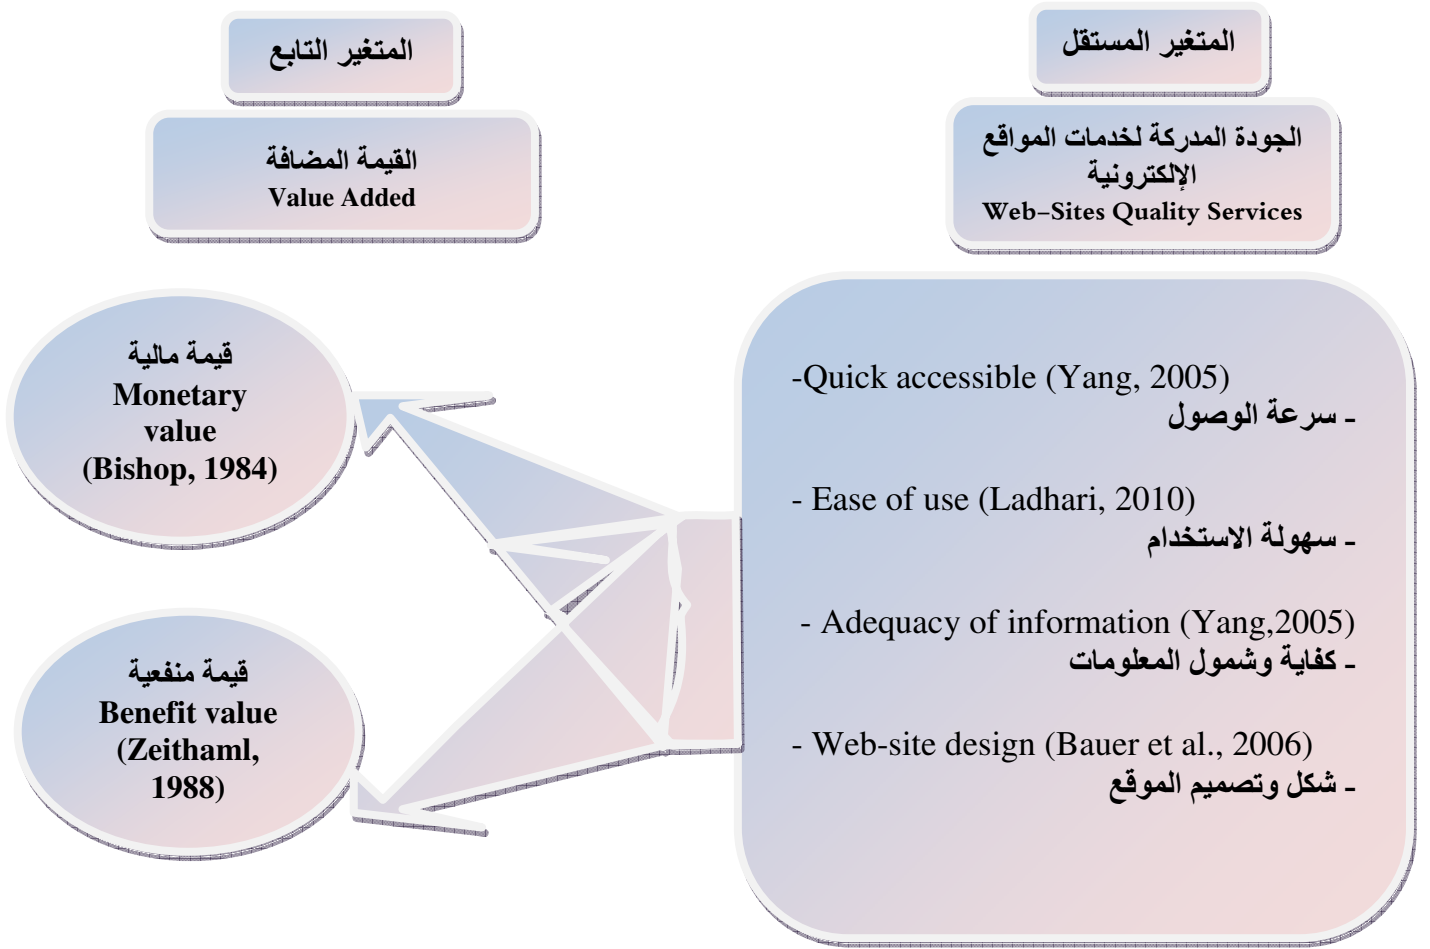 المتغير المستقل
الجودة المدركة لخدمات المواقع
الإلكترونية
Web-Sites Quality Services
-Quick accessible (Yang, 2005)
- سرعة الوصول
- Ease of use (Ladhari, 2010)
- سهولة الاستخدام
- Adequacy of information (Yang,2005)
- كفاية وشمول المعلومات
- Web-site design (Bauer et al., 2006)
- شكل وتصميم الموقع
المتغير التابع
القيمة المضافة
Value Added
قيمة مالية
Monetary
value
(Bishop, 1984)
قيمة منفعية
Benefit value
(Zeithaml,
1988)